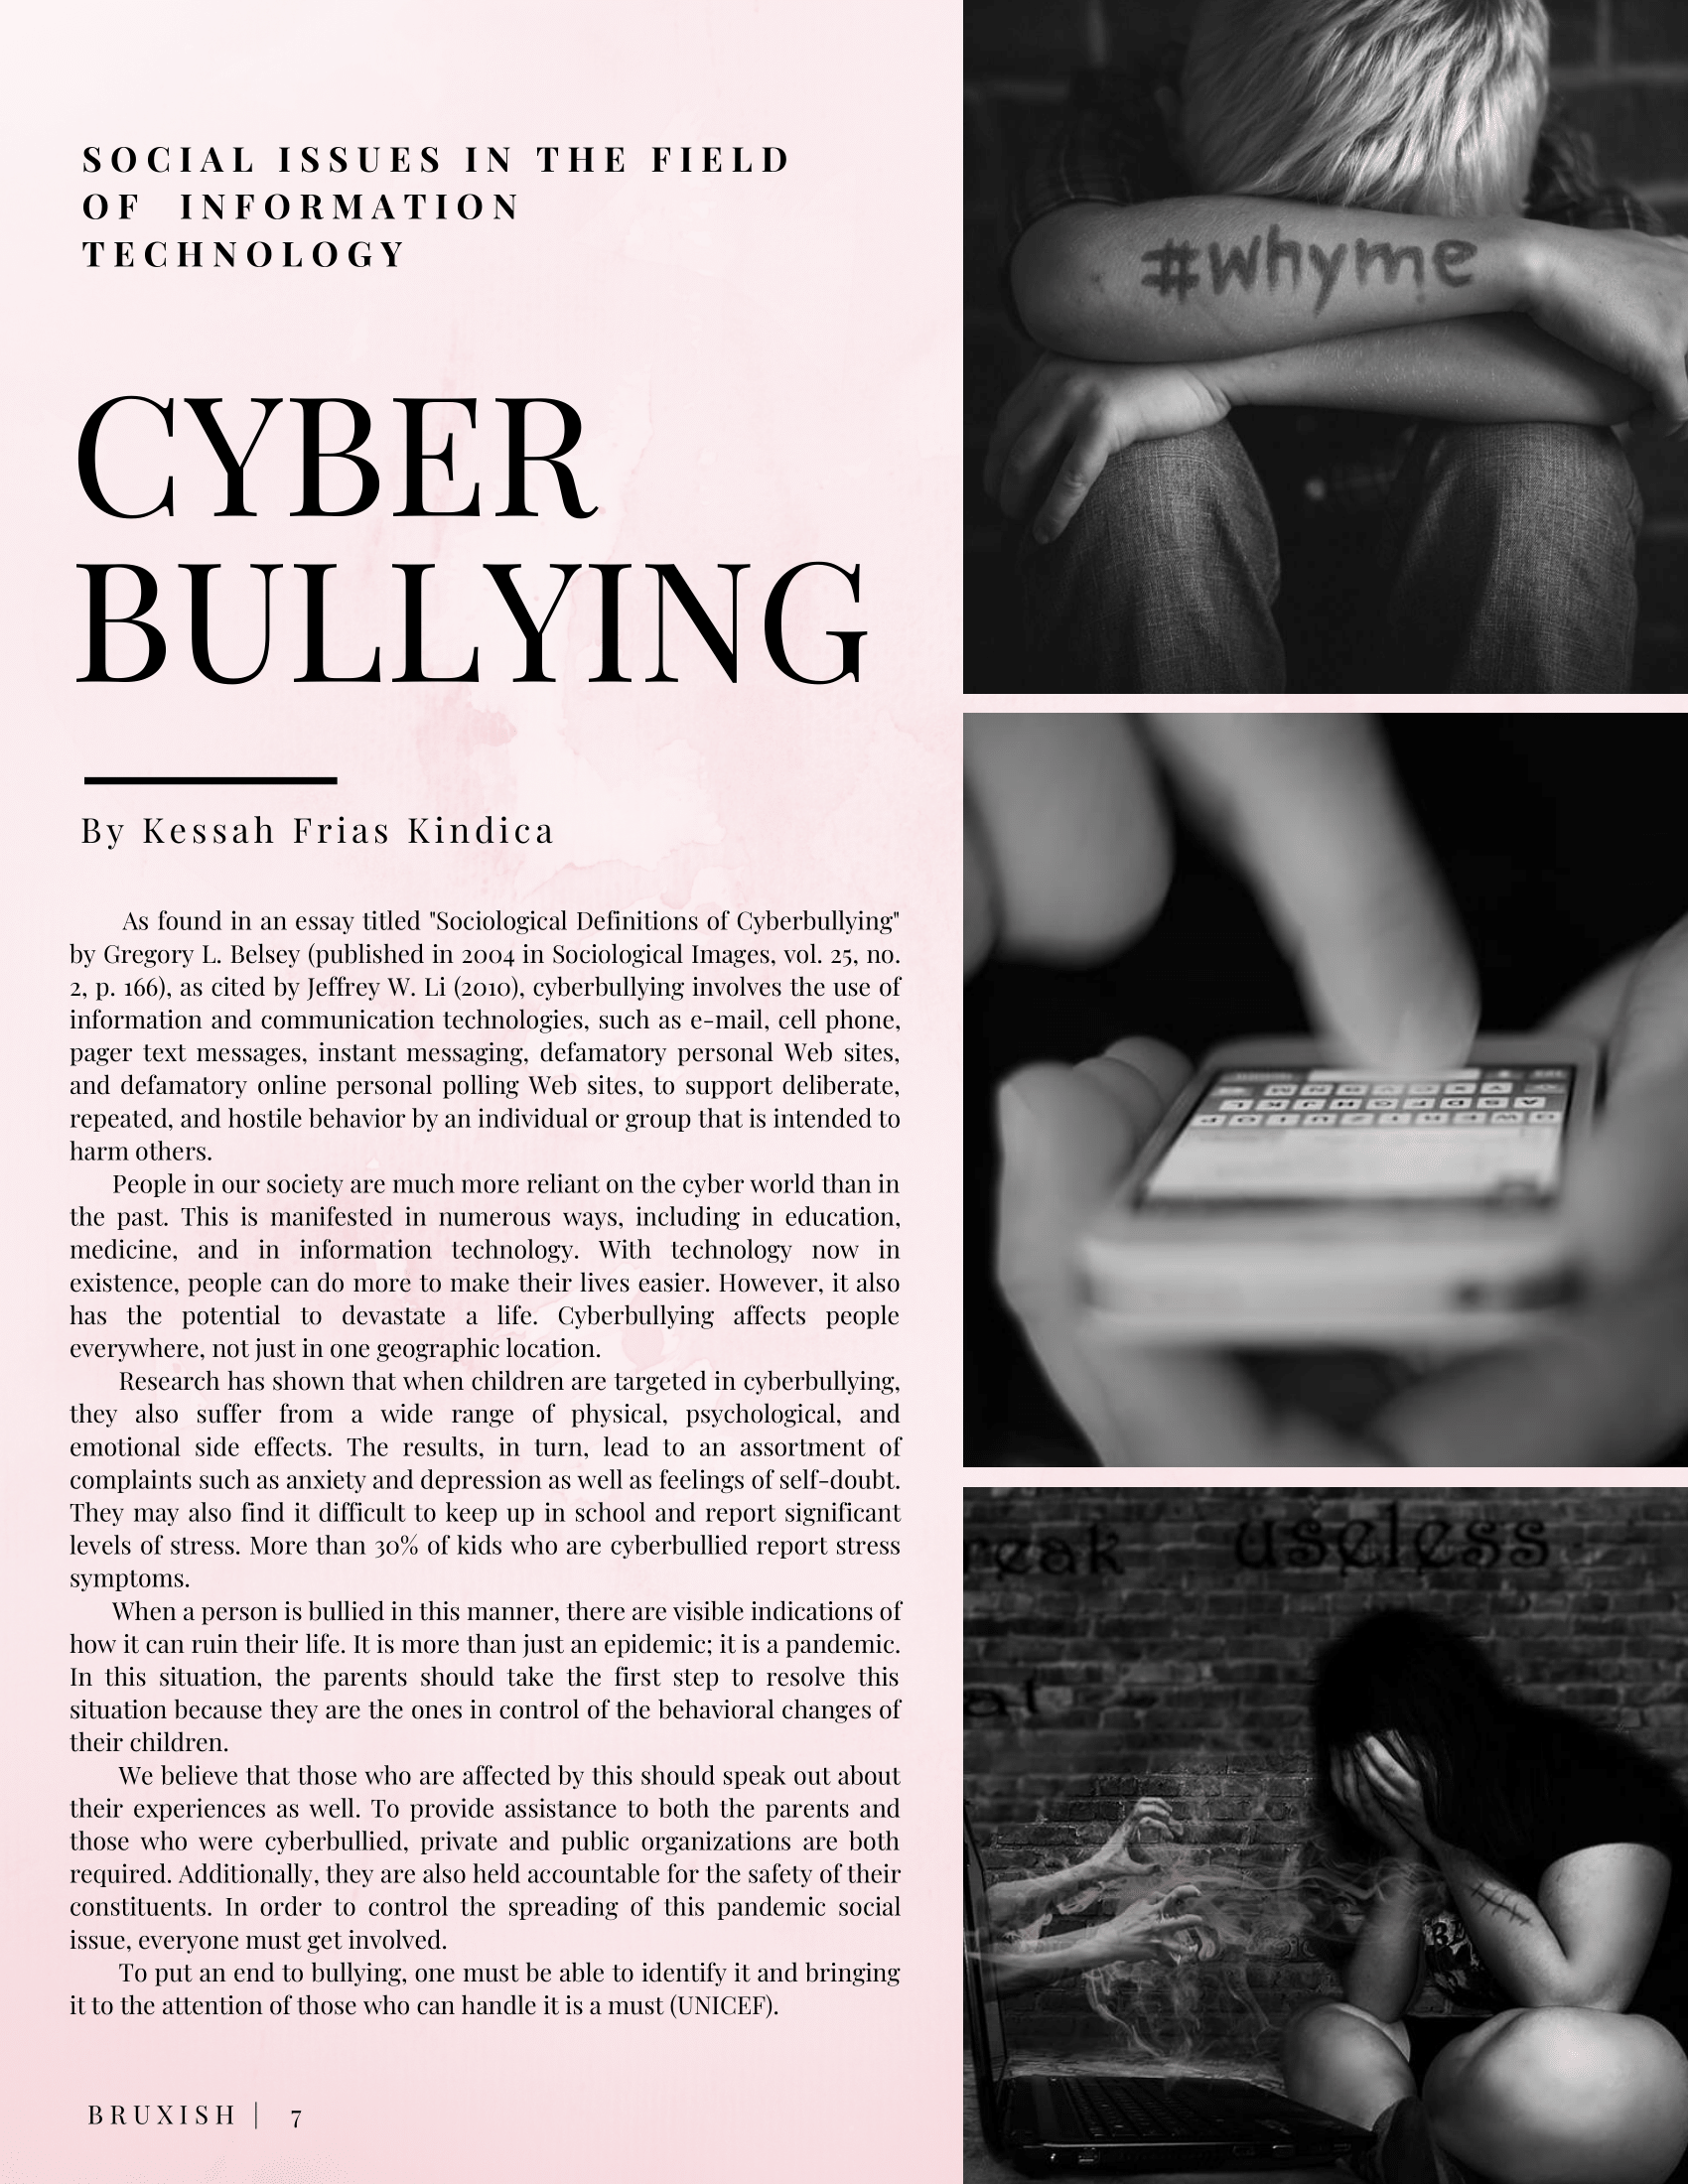 SOCIAL ISSUES IN THE FIELD
OF INFORMATION
TECHNOLOGY
CYBER
BULLYING
By Kessah Frias Kindica
As found in an essay titled "Sociological Definitions of Cyberbullying"
by Gregory L. Belsey (published in 2004 in Sociological Images, vol. 25, no.
2, p. 166), as cited by Jeffrey W. Li (2010), cyberbullying involves the use of
information and communication technologies, such as e-mail, cell phone,
pager text messages, instant messaging, defamatory personal Web sites,
and defamatory online personal polling Web sites, to support deliberate,
repeated, and hostile behavior by an individual or group that is intended to
harm others.
People in our society are much more reliant on the cyber world than in
the past. This is manifested in numerous ways, including in education,
medicine, and in information technology. With technology now in
existence, people can do more to make their lives easier. However, it also
has the potential to devastate a life. Cyberbullying affects people
everywhere, not just in one geographic location.
Research has shown that when children are targeted in cyberbullying,
they also suffer from a wide range of physical, psychological, and
emotional side effects. The results, in turn, lead to an assortment of
complaints such as anxiety and depression as well as feelings of self-doubt.
They may also find it difficult to keep up in school and report significant
levels of stress. More than 30% of kids who are cyberbullied report stress
symptoms.
When a person is bullied in this manner, there are visible indications of
how it can ruin their life. It is more than just an epidemic; it is a pandemic.
In this situation, the parents should take the first step to resolve this
situation because they are the ones in control of the behavioral changes of
their children.
We believe that those who are affected by this should speak out about
their experiences as well. To provide assistance to both the parents and
those who were cyberbullied, private and public organizations are both
required. Additionally, they are also held accountable for the safety of their
constituents. In order to control the spreading of this pandemic social
issue, everyone must get involved.
To put an end to bullying, one must be able to identify it and bringing
it to the attention of those who can handle it is a must (UNICEF).
BRUXISH | 7
#whyme
reak useless
at